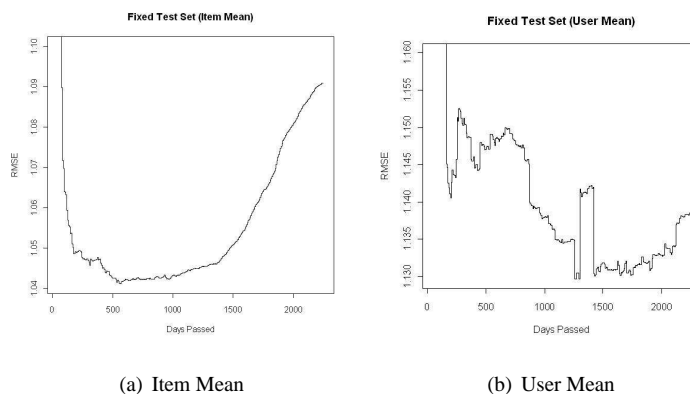 Fixed Test Set (Item Mean)
RMSE
1.10
1.09
1.08
1.07
1.06
1.05
1.04
0 500 1000 1500 2000
Days Passed
(a) Item Mean
Fixed Test Set (User Mean)
RMSE
1.160
1.155
1.150
1.145
1.140
1.135
1.130
0 500 1000 1500 2000
Days Passed
(b) User Mean